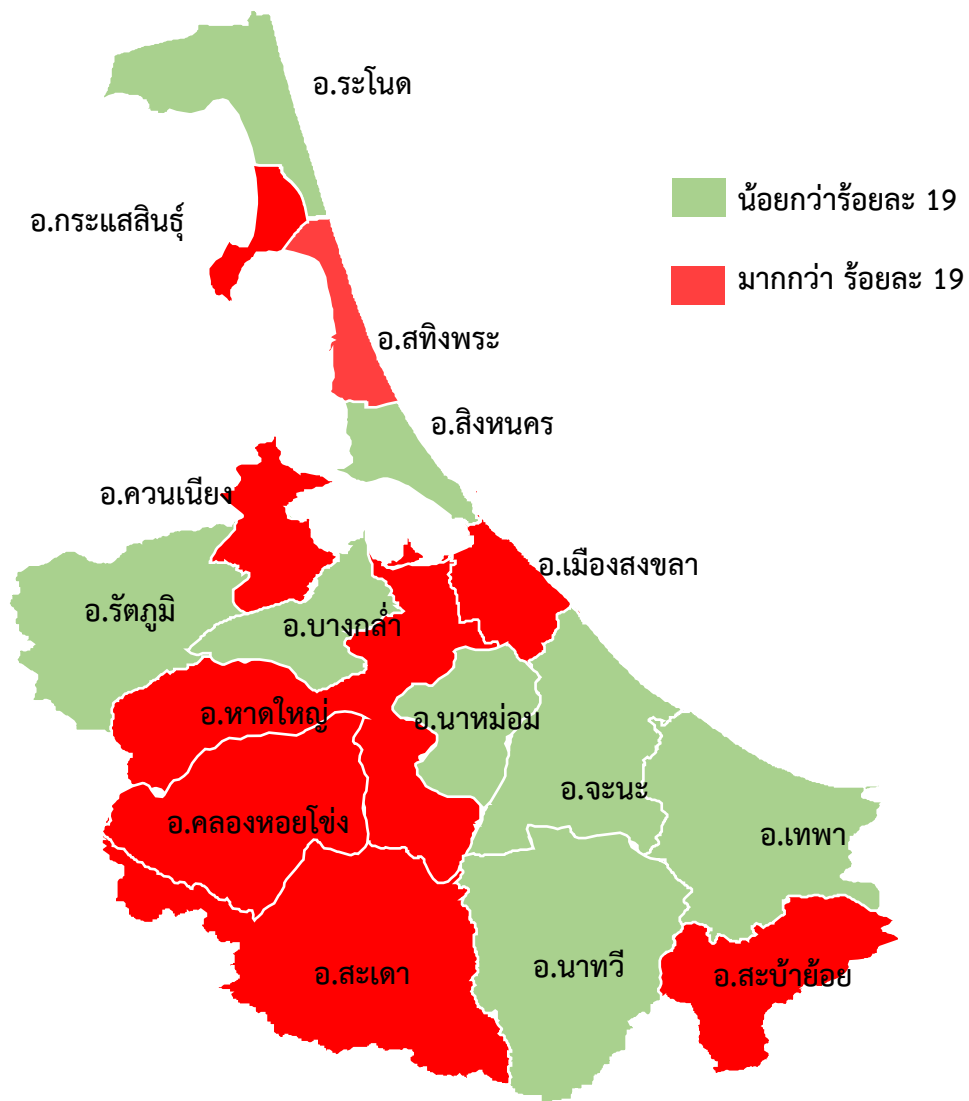 อ.ระโนด
น้อยกว่าร้อยละ 19
อ.กระแสสินธุ์
มากกว่า ร้อยละ 19
อ.สทิงพระ
อ.สิงหนคร
อ.ควนเนียง
อ.เมืองสงขลา
อ.รัตภูมิ
อ.บางกล่ำ
อ.หาดใหญ่
อ.นาหม่อม
อ.จะนะ
อ.คลองหอยโข่ง
อ.เทพา
อ.นาทวี
อ.สะเดา
อ.สะบ้าย้อย